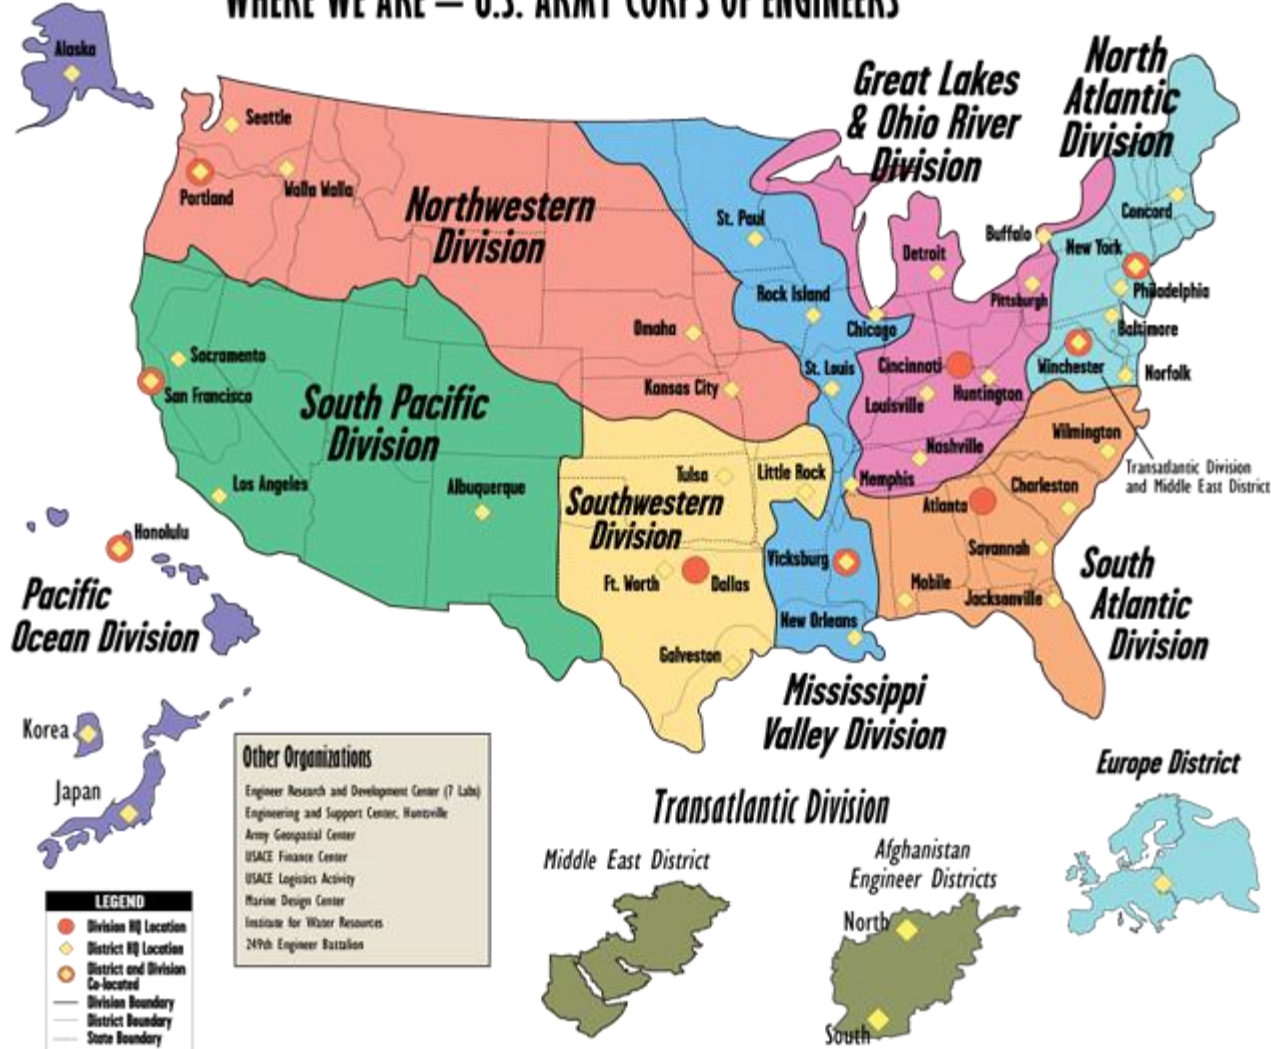 WHERE WE ARE – U.S. ARMY CORPS OF ENGINEERS
Alaska
Great Lakes
& Ohio River
Division
North
Atlantic
Division
Seattle
Portland
Walla Walla
Northwestern
Division
St. Paul
Rock Island
Omaha
Kansas City
Chicago
St. Louis
Detroit
Buffalo
Concord
New York
Pittsburgh
Philadelphia
Baltimore
Winchester
Norfolk
Cincinnati
Louisville
Huntington
Nashville
Memphis
Sacramento
San Francisco
South Pacific
Division
Los Angeles
Albuquerque
Tulsa
Little Rock
Southwestern
Division
Ft. Worth
Dallas
Galveston
Vicksburg
New Orleans
Mississippi
Valley Division
Wilmington
Transatlantic Division
and Middle East District
Charleston
Atlanta
Savannah
Mobile
Jacksonville
South
Atlantic
Division
Honolulu
Pacific
Ocean Division
Korea
Japan
Other Organizations
Engineer Research and Development Center (7 Labs)
Engineering and Support Center, Huntsville
Army Geospatial Center
USACE Finance Center
USACE Logistics Activity
Marine Design Center
Institute for Water Resources
249th Engineer Battalion
Transatlantic Division
Middle East District
Afghanistan
Engineer Districts
North
South
Europe District
LEGEND
Division HQ Location
District HQ Location
District and Division
Co-located
Division Boundary
District Boundary
State Boundary